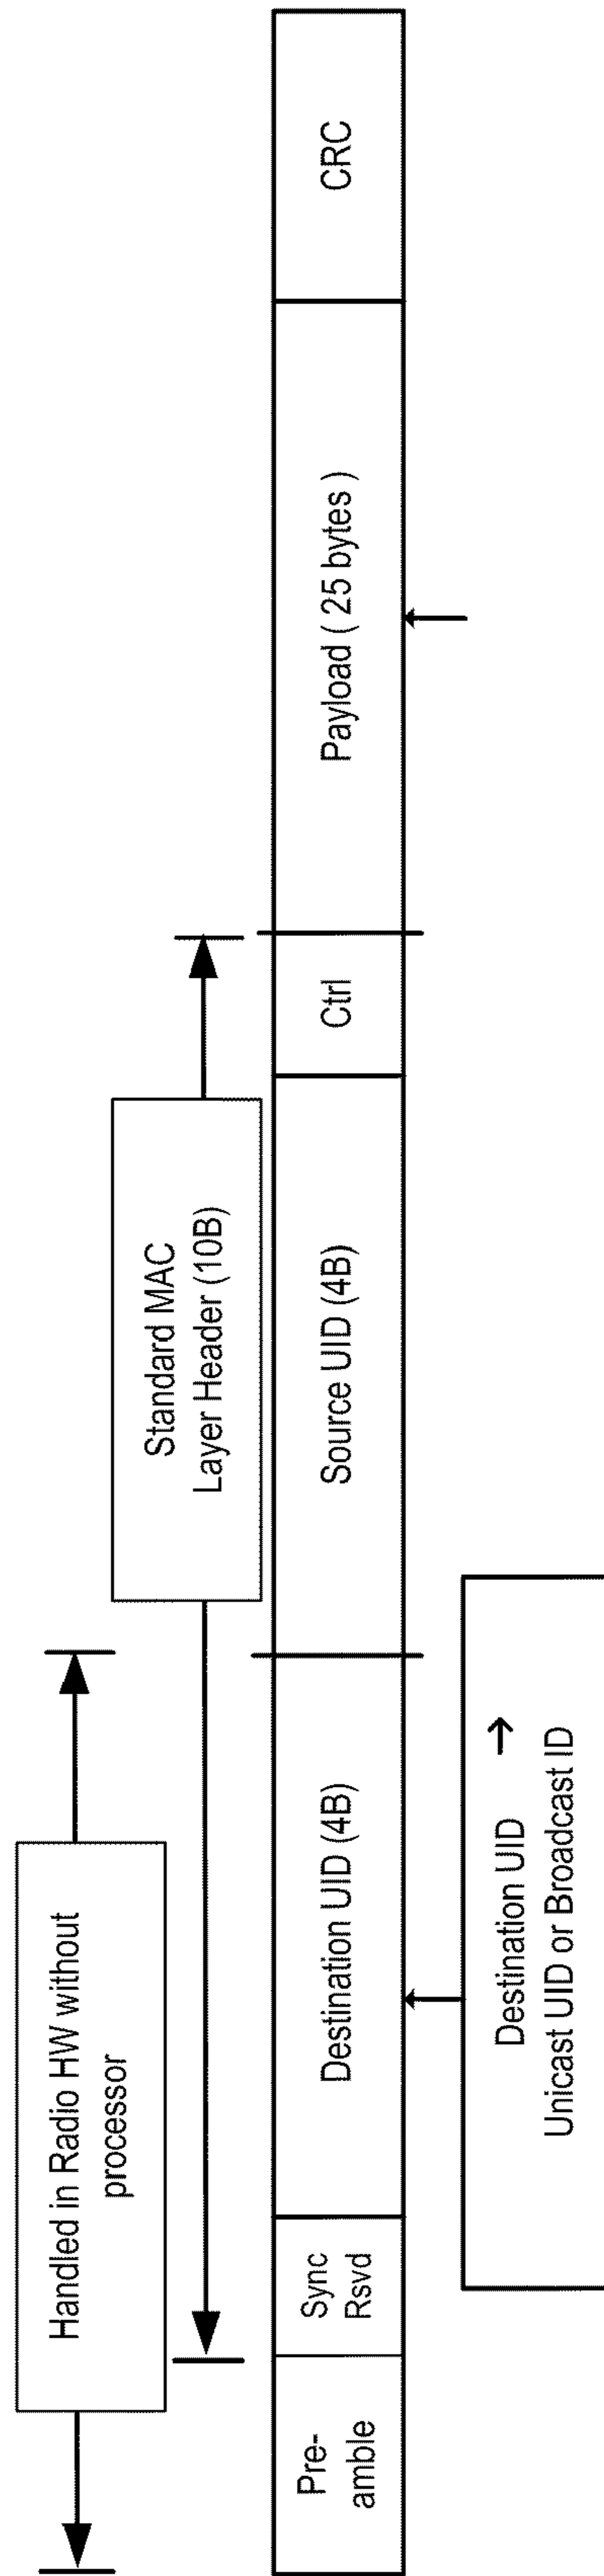 Handled in Radio HW without
processor
Standard MAC
Layer Header (10B)
Pre-
amble
Sync
Rsvd
Destination UID (4B)
Source UID (4B)
Ctrl
Payload ( 25 bytes )
CRC
Destination UID →
Unicast UID or Broadcast ID